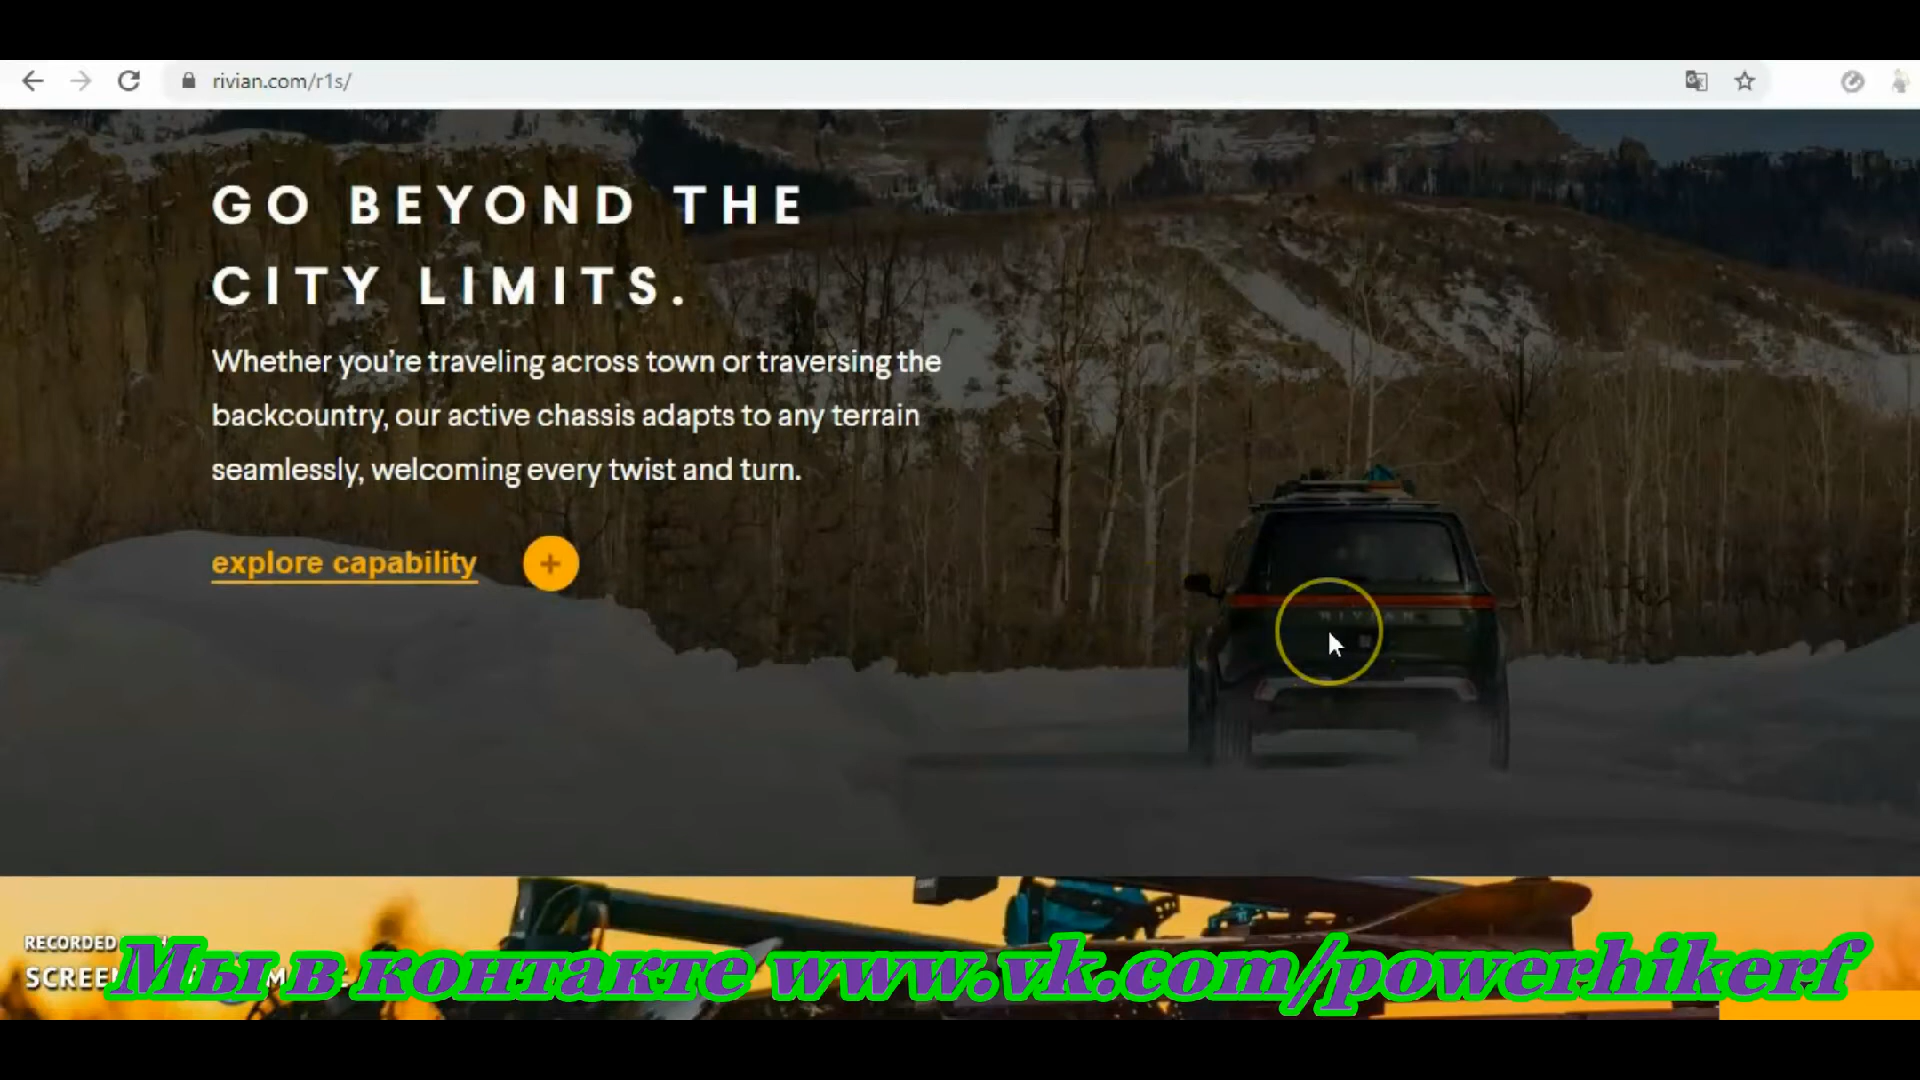 rivian.com/r1s/
GO BEYOND THE
CITY LIMITS.
Whether you're traveling across town or traversing the
backcountry, our active chassis adapts to any terrain
seamlessly, welcoming every twist and turn.
explore capability
RIVIAN
RECORDED
Мы в контакте www.vk.com/powerhikerf